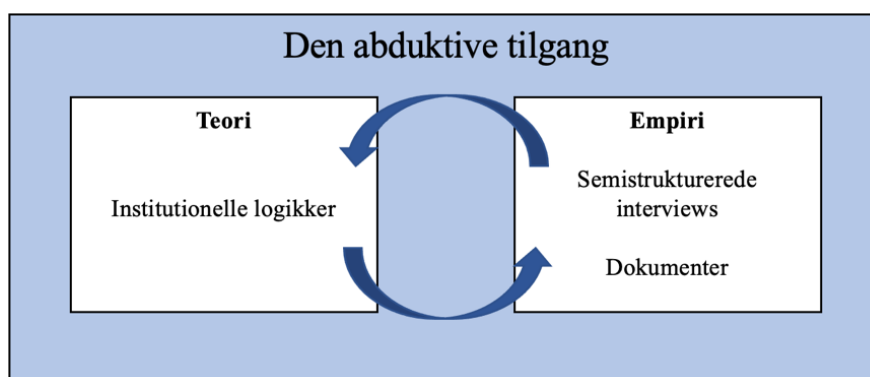 Den abduktive tilgang
Teori
Institutionelle logikker
Empiri
Semistrukturerede
interviews
Dokumenter